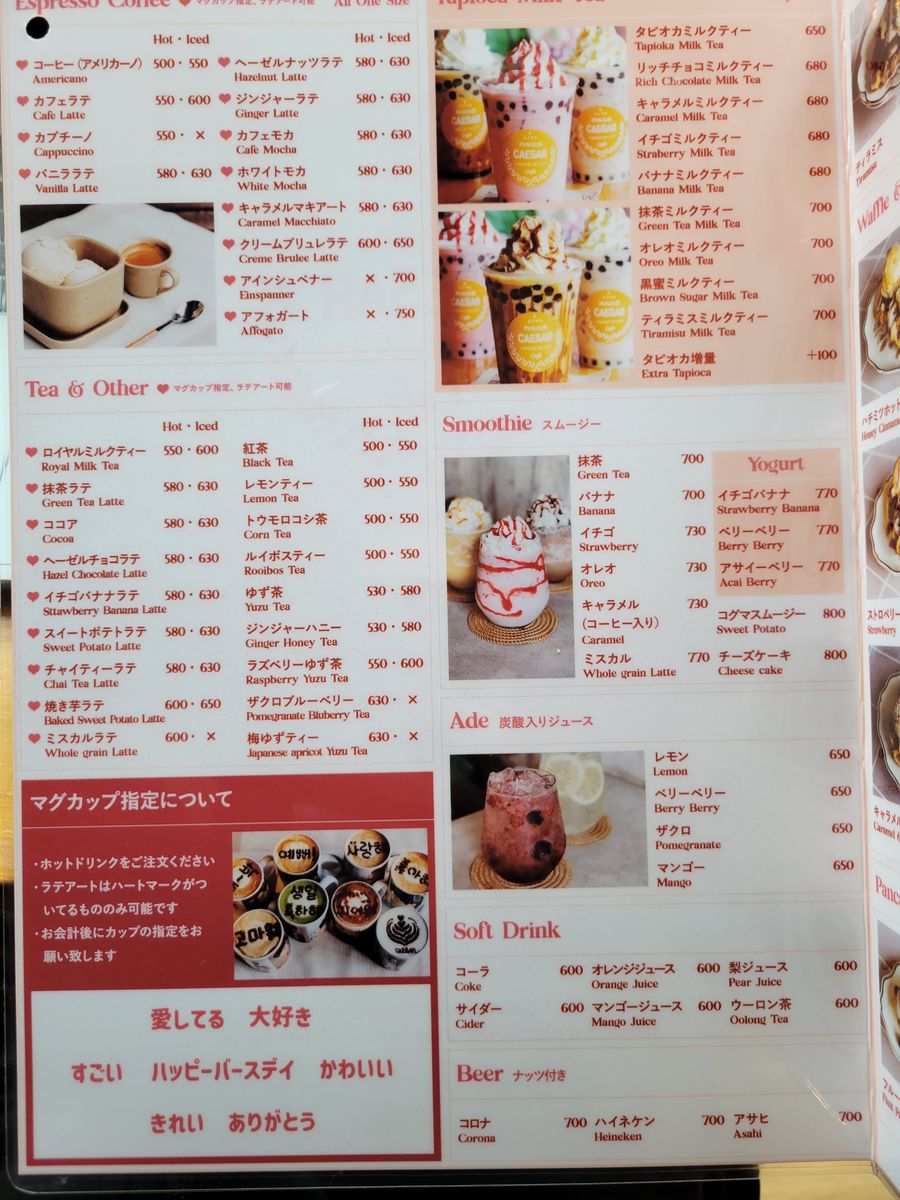 Espresso Coffee ♥ マグカップ指定、ラテアート可能 All One Size
Hot・Iced
♥ コーヒー(アメリカーノ) 500・550
Americano
♥ カフェラテ 550・600
Cafe Latte
♥ カプチーノ 550・ ×
Cappuccino
♥ バニララテ 580・630
Vanilla Latte
Hot・Iced
♥ ヘーゼルナッツラテ 580・630
Hazelnut Latte
♥ ジンジャーラテ 580・630
Ginger Latte
♥ カフェモカ 580・630
Cafe Mocha
♥ ホワイトモカ 580・630
White Mocha
♥ キャラメルマキアート 580・630
Caramel Macchiato
♥ クリームブリュレラテ 600・650
Creme Brulee Latte
♥ アインシュペナー ×・700
Einspanner
♥ アフォガート ×・750
Affogato
Tea & Other ♥ マグカップ指定、ラテアート可能
Hot・Iced
♥ ロイヤルミルクティー 550・600
Royal Milk Tea
♥ 抹茶ラテ 580・630
Green Tea Latte
♥ ココア 580・630
Cocoa
♥ ヘーゼルチョコラテ 580・630
Hazel Chocolate Latte
♥ イチゴバナナラテ 580・630
Sttawberry Banana Latte
♥ スイートポテトラテ 580・630
Sweet Potato Latte
♥ チャイティーラテ 580・630
Chai Tea Latte
♥ 焼き芋ラテ 600・650
Baked Sweet Potato Latte
♥ ミスカルラテ 600・ ×
Whole grain Latte
Hot・Iced
紅茶 500・550
Black Tea
レモンティー 500・550
Lemon Tea
トウモロコシ茶 500・550
Corn Tea
ルイボスティー 500・550
Rooibos Tea
ゆず茶 530・580
Yuzu Tea
ジンジャハニー 530・580
Ginger Honey Tea
ラズベリーゆず茶 550・600
Raspberry Yuzu Tea
ザクロブルーベリー 630・ ×
Pomegranate Bluberry Tea
梅ゆずティー 630・ ×
Japanese apricot Yuzu Tea
マグカップ指定について
・ホットドリンクをご注文ください
・ラテアートはハートマークがつ
いてるもののみ可能です
・お会計後にカップの指定をお
願い致します
예뻐
사랑해
생일
축하해
고마워
CAESAR
愛してる 大好き
すごい ハッピーバースデイ かわいい
きれい ありがとう
Tapioca Milk Tea
CAESAR
Cafe
CAESAR
Cafe
タピオカミルクティー 650
Tapioka Milk Tea
リッチチョコミルクティー 680
Rich Chocolate Milk Tea
キャラメルミルクティー 680
Caramel Milk Tea
イチゴミルクティー 680
Straberry Milk Tea
バナナミルクティー 680
Banana Milk Tea
抹茶ミルクティー 700
Green Tea Milk Tea
オレオミルクティー 700
Oreo Milk Tea
黒蜜ミルクティー 700
Brown Sugar Milk Tea
ティラミスミルクティー 700
Tiramisu Milk Tea
タピオカ増量 +100
Extra Tapioca
Smoothie スムージー
抹茶 700
Green Tea
バナナ 700
Banana
イチゴ 730
Strawberry
オレオ 730
Oreo
キャラメル 730
(コーヒー入り)
Caramel
ミスカル 770
Whole grain Latte
Yogurt
イチゴバナナ 770
Strawberry Banana
ベリーベリー 770
Berry Berry
アサイーベリー 770
Acai Berry
コグマスムージー 800
Sweet Potato
チーズケーキ 800
Cheese cake
Ade 炭酸入りジュース
レモン 650
Lemon
ベリーベリー 650
Berry Berry
ザクロ 650
Pomegranate
マンゴー 650
Mango
Soft Drink
コーラ 600 オレンジジュース 600 梨ジュース 600
Coke Orange Juice Pear Juice
サイダー 600 マンゴージュース 600 ウーロン茶 600
Cider Mango Juice Oolong Tea
Beer ナッツ付き
コロナ 700 ハイネケン 700 アサヒ 700
Corona Heineken Asahi
ティラミス
Tiramisu
Waffle &
ハチミツホット
Honey Cinnamo
ストロベリー
Strawberry
キャラメル
Caramel
Panca
フルー